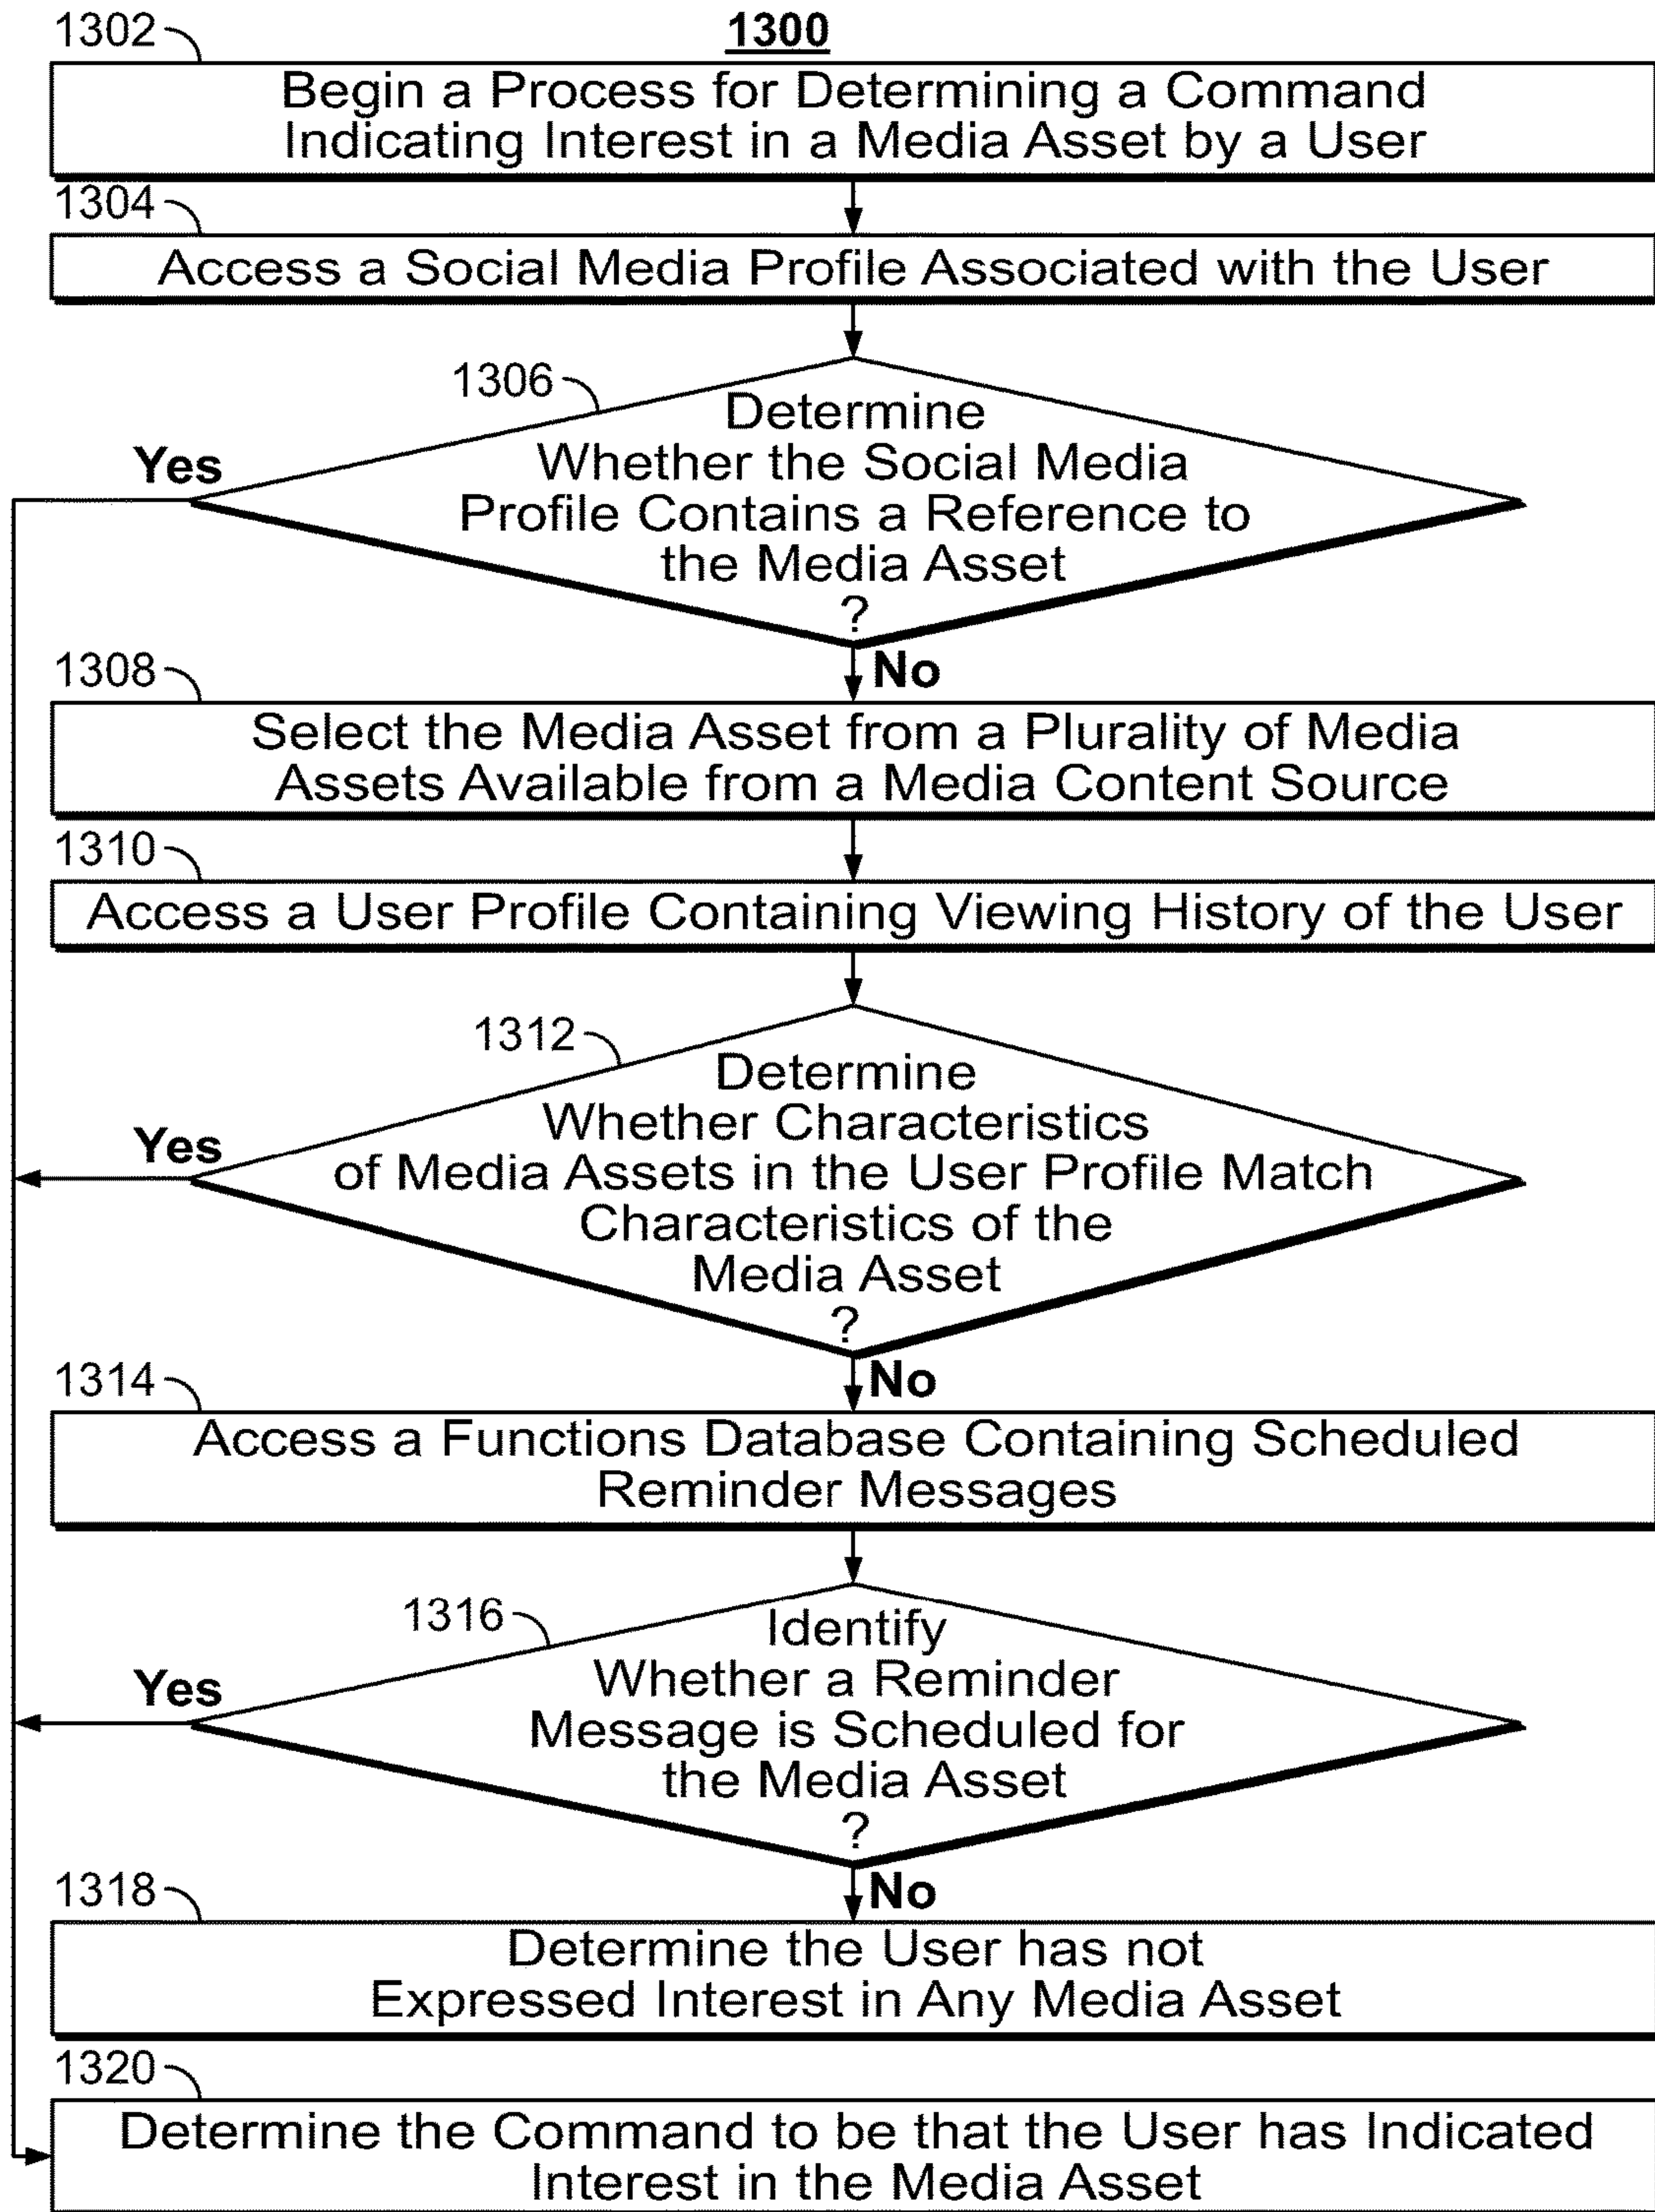 1300
1302
Begin a Process for Determining a Command
Indicating Interest in a Media Asset by a User
1304
Access a Social Media Profile Associated with the User
1306
Determine
Whether the Social Media
Profile Contains a Reference to
the Media Asset
?
Yes
No
1308
Select the Media Asset from a Plurality of Media
Assets Available from a Media Content Source
1310
Access a User Profile Containing Viewing History of the User
1312
Determine
Whether Characteristics
of Media Assets in the User Profile Match
Characteristics of the
Media Asset
?
Yes
No
1314
Access a Functions Database Containing Scheduled
Reminder Messages
1316
Identify
Whether a Reminder
Message is Scheduled for
the Media Asset
?
Yes
No
1318
Determine the User has not
Expressed Interest in Any Media Asset
1320
Determine the Command to be that the User has Indicated
Interest in the Media Asset